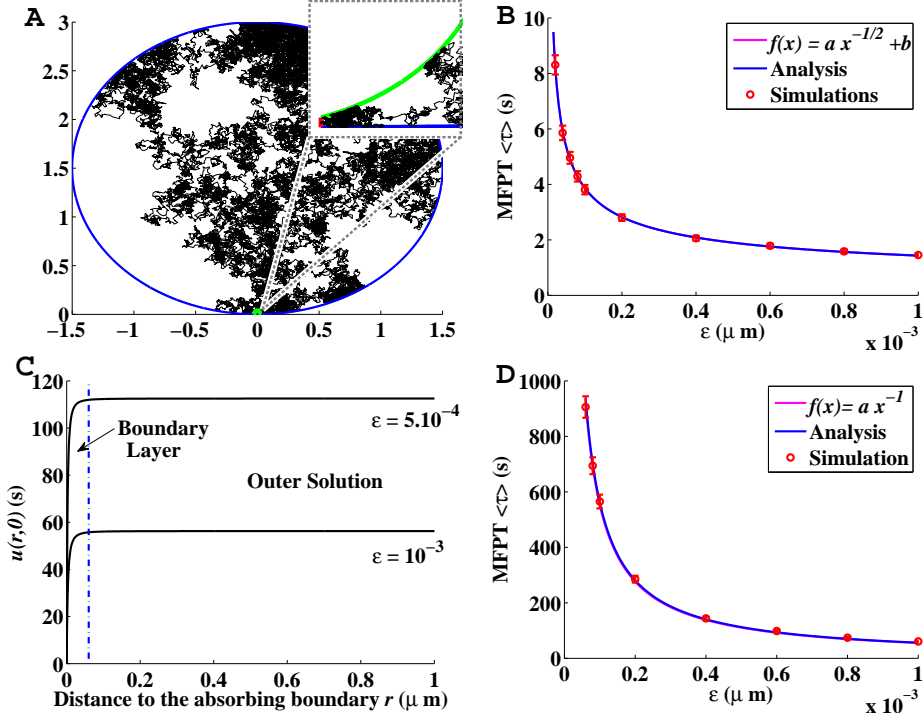 A
3
2.5
2
1.5
1
0.5
0
−1.5
−1
−0.5
0
0.5
1
1.5
B
MFPT <τ> (s)
10
8
6
4
2
0
0
0.2
0.4
0.6
0.8
1
x 10⁻³
ε (μ m)
f(x) = a x⁻¹/² +b
Analysis
Simulations
C
u(r,0) (s)
120
100
80
60
40
20
0
0
0.2
0.4
0.6
0.8
1
Distance to the absorbing boundary r (μ m)
Boundary
Layer
Outer Solution
ε = 5.10⁻⁴
ε = 10⁻³
D
MFPT <τ> (s)
1000
800
600
400
200
0
0
0.2
0.4
0.6
0.8
1
x 10⁻³
ε (μ m)
f(x)= a x⁻¹
Analysis
Simulation